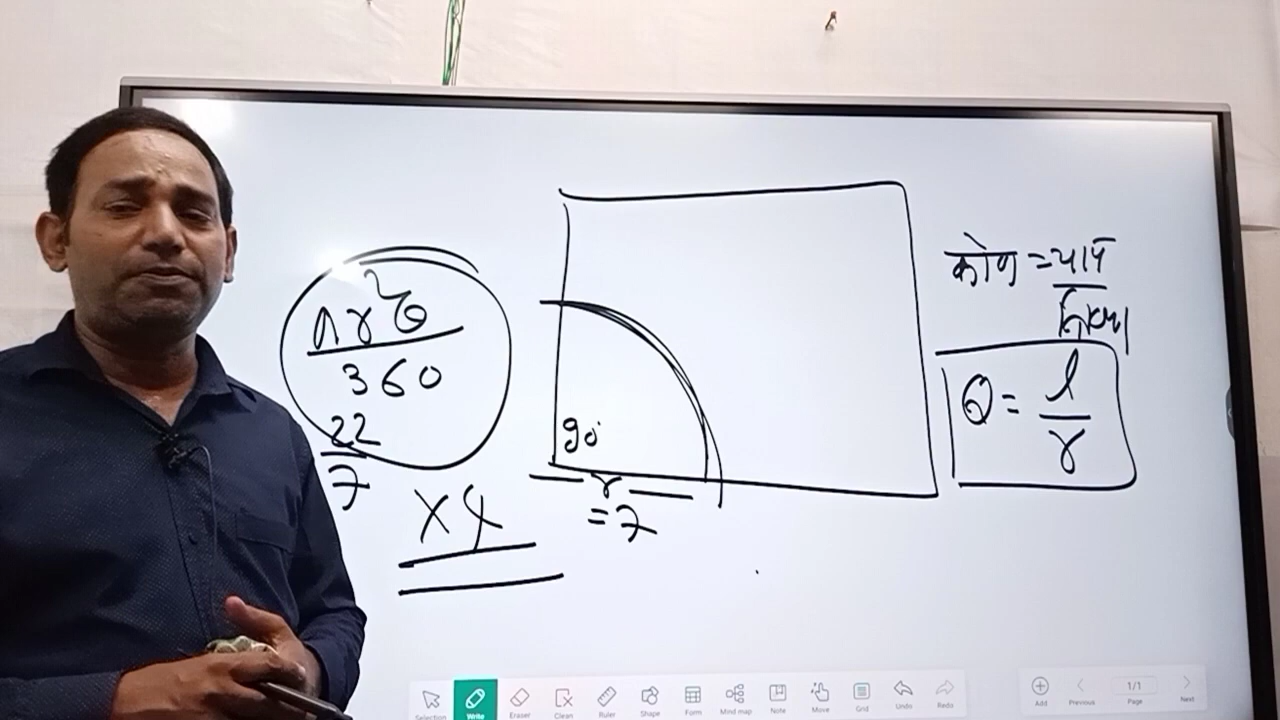 πr²θ
360
22
7
×4
90°
r
=7
कोण = चाप
त्रिज्या
θ = l
r
Selection
Write
Eraser
Clean
Ruler
Shape
Form
Mind map
Note
Move
Grid
Undo
Redo
Add
Previous
1/1
Page
Next